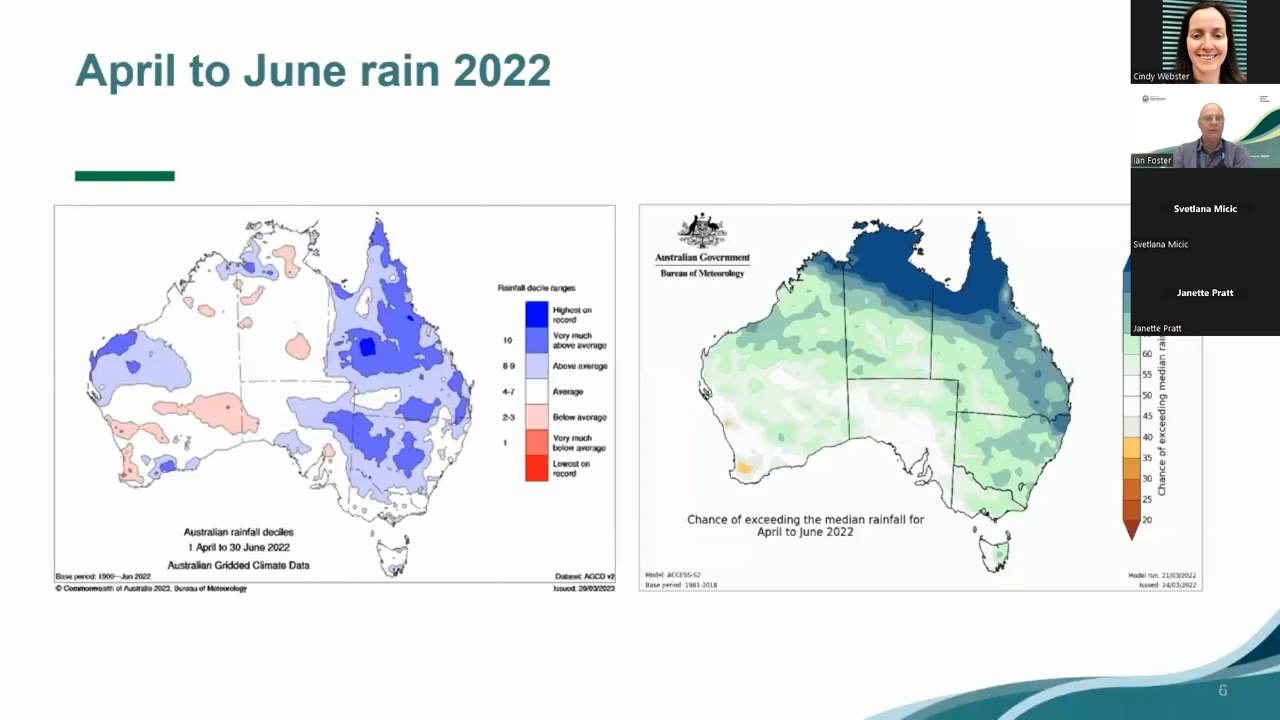 April to June rain 2022
Rainfall decile ranges
Highest on
record
10
Very much
above average
8-9
Above average
4-7
Average
2-3
Below average
1
Very much
below average
Lowest on
record
Australian rainfall deciles
1 April to 30 June 2022
Australian Gridded Climate Data
Base period: 1900—Jun 2022
Dataset: AGCD v2
© Commonwealth of Australia 2023, Bureau of Meteorology
Issued: 20/03/2023
Australian Government
Bureau of Meteorology
Chance of exceeding the median rainfall for
April to June 2022
Model: ACCESS-S2
Base period: 1981-2018
Model run: 21/03/2022
Issued: 24/03/2022
60
55
50
45
40
35
30
25
20
Chance of exceeding median
Cindy Webster
Ian Foster
Svetlana Micic
Svetlana Micic
Janette Pratt
Janette Pratt
6